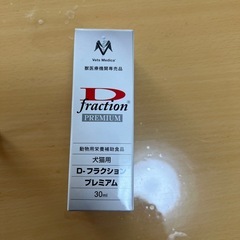 Vets Medica
獣医療機関専売品
D
fraction
PREMIUM
動物用栄養補助食品
犬猫用
D-フラクション
プレミアム
30ml